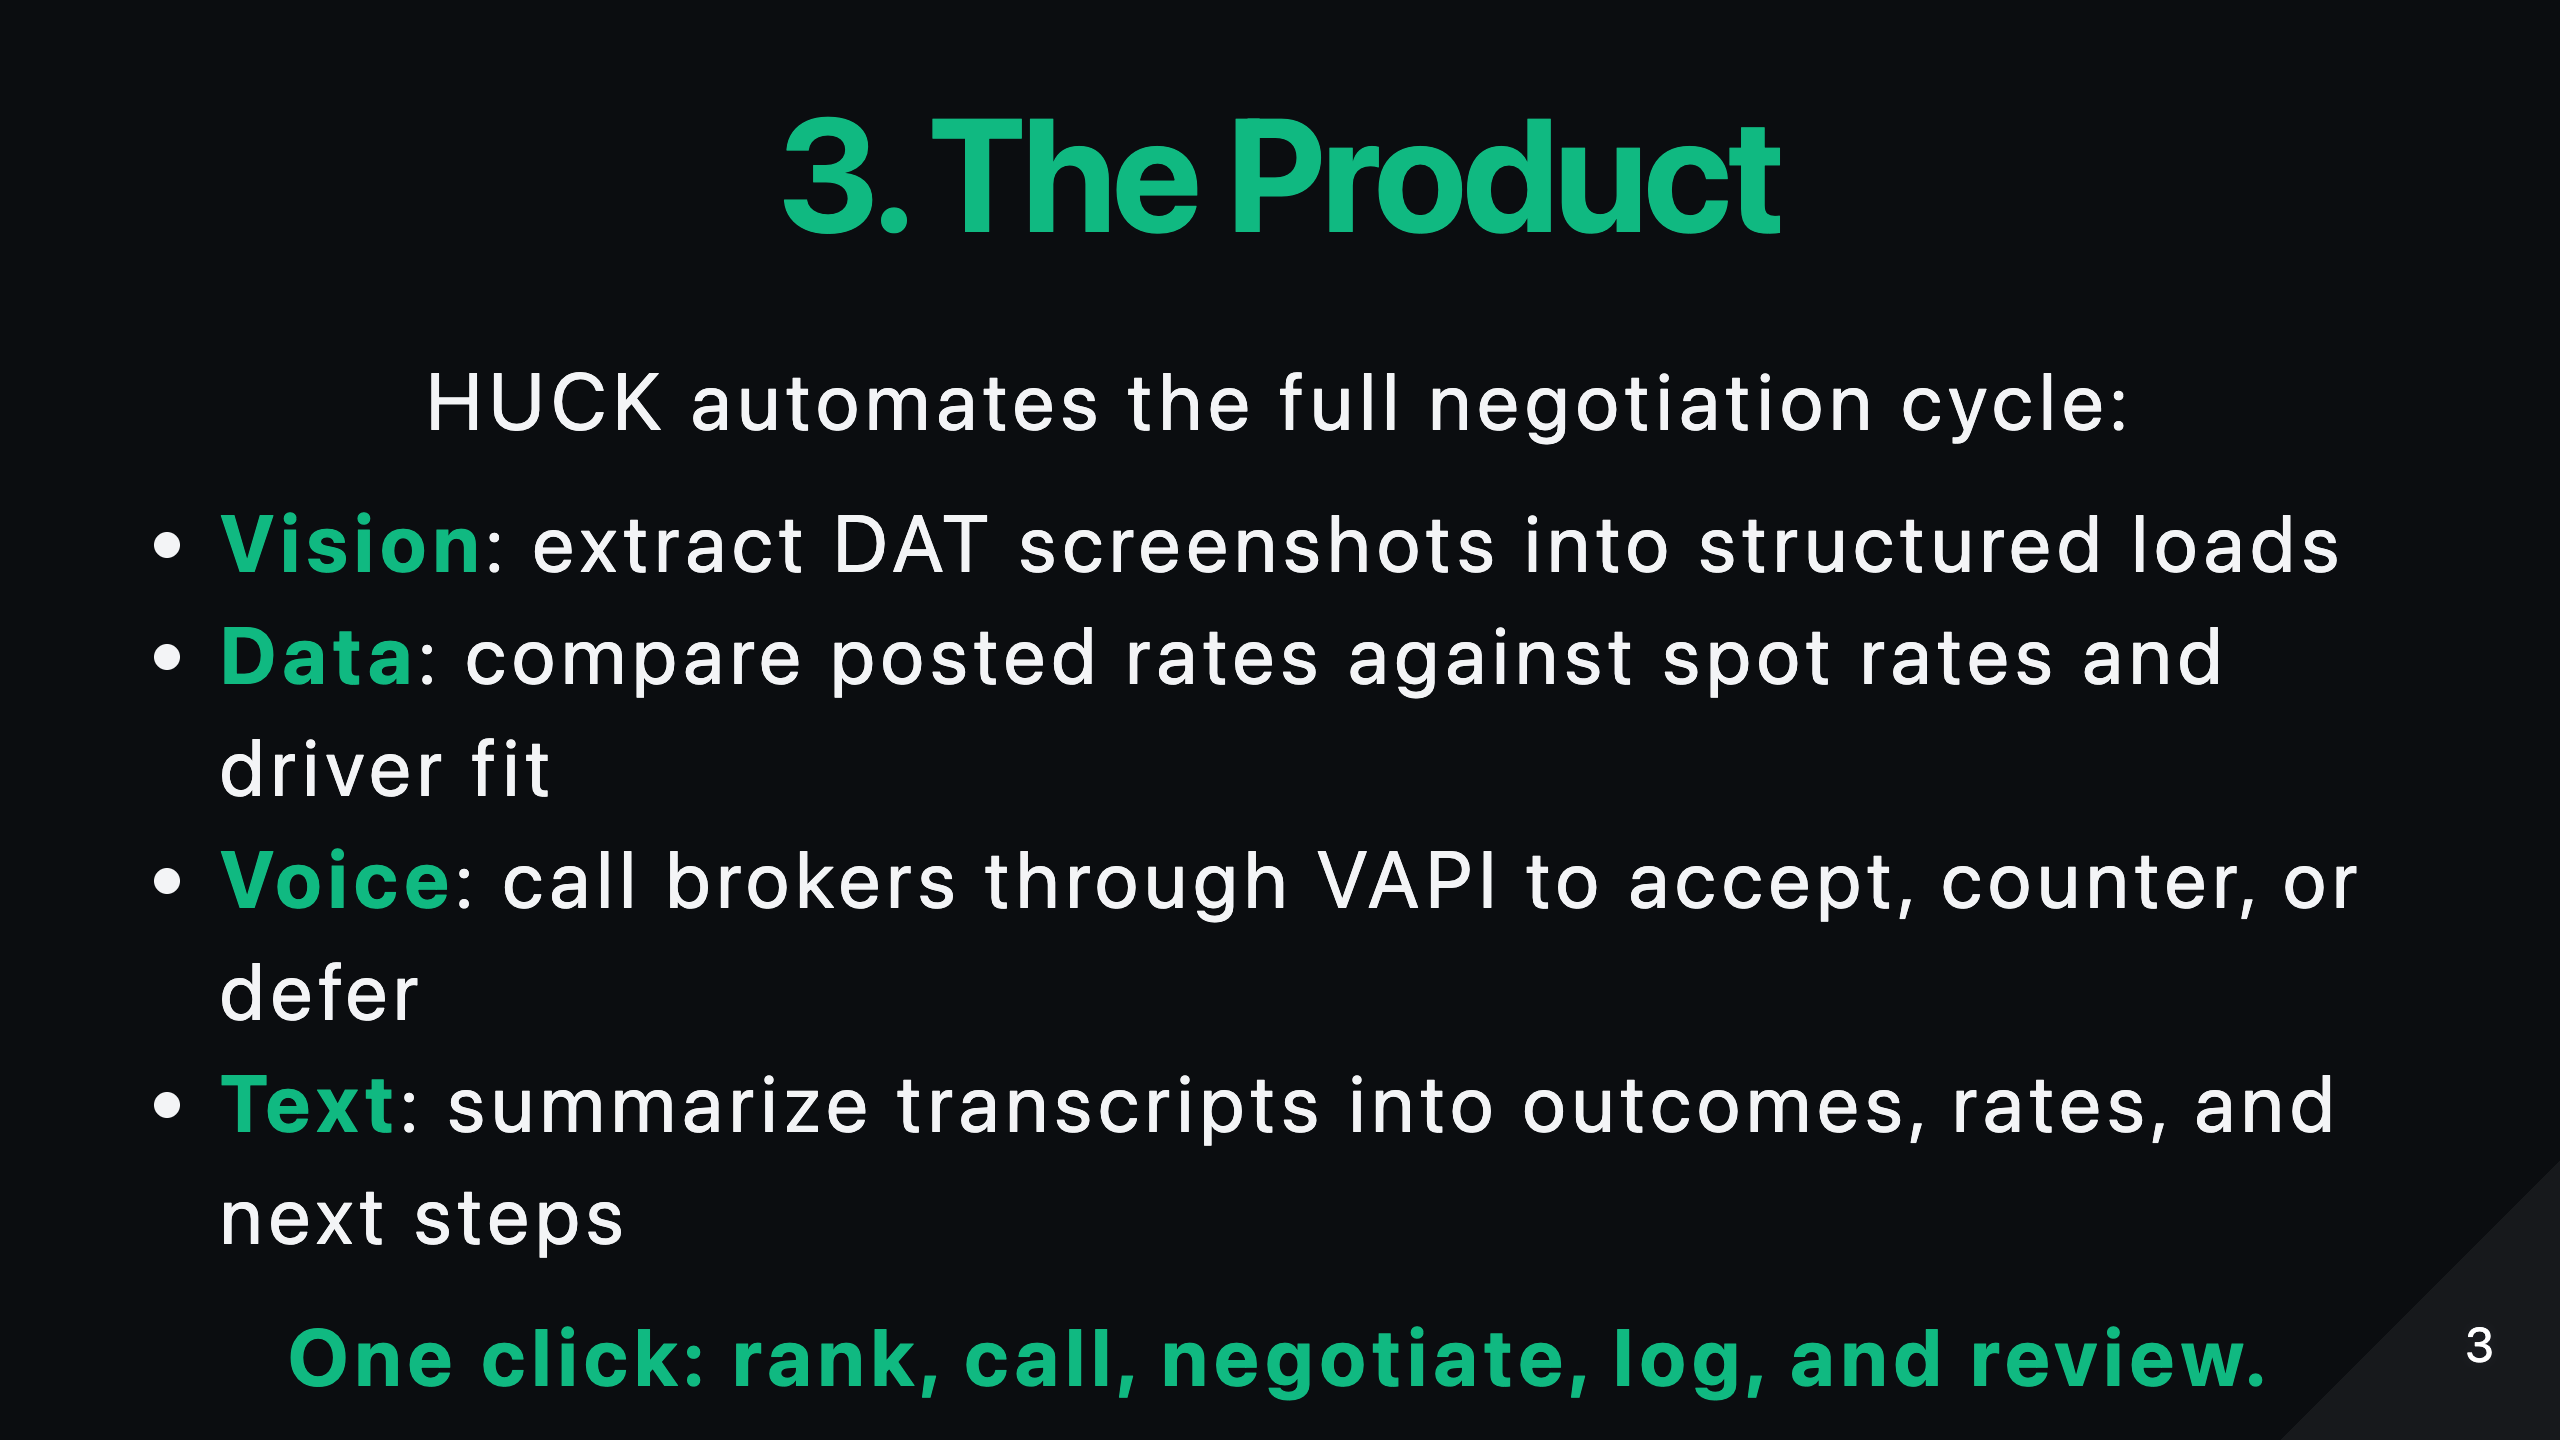 3. The Product
HUCK automates the full negotiation cycle:
• Vision: extract DAT screenshots into structured loads
• Data: compare posted rates against spot rates and
driver fit
• Voice: call brokers through VAPI to accept, counter, or
defer
• Text: summarize transcripts into outcomes, rates, and
next steps
One click: rank, call, negotiate, log, and review.
3